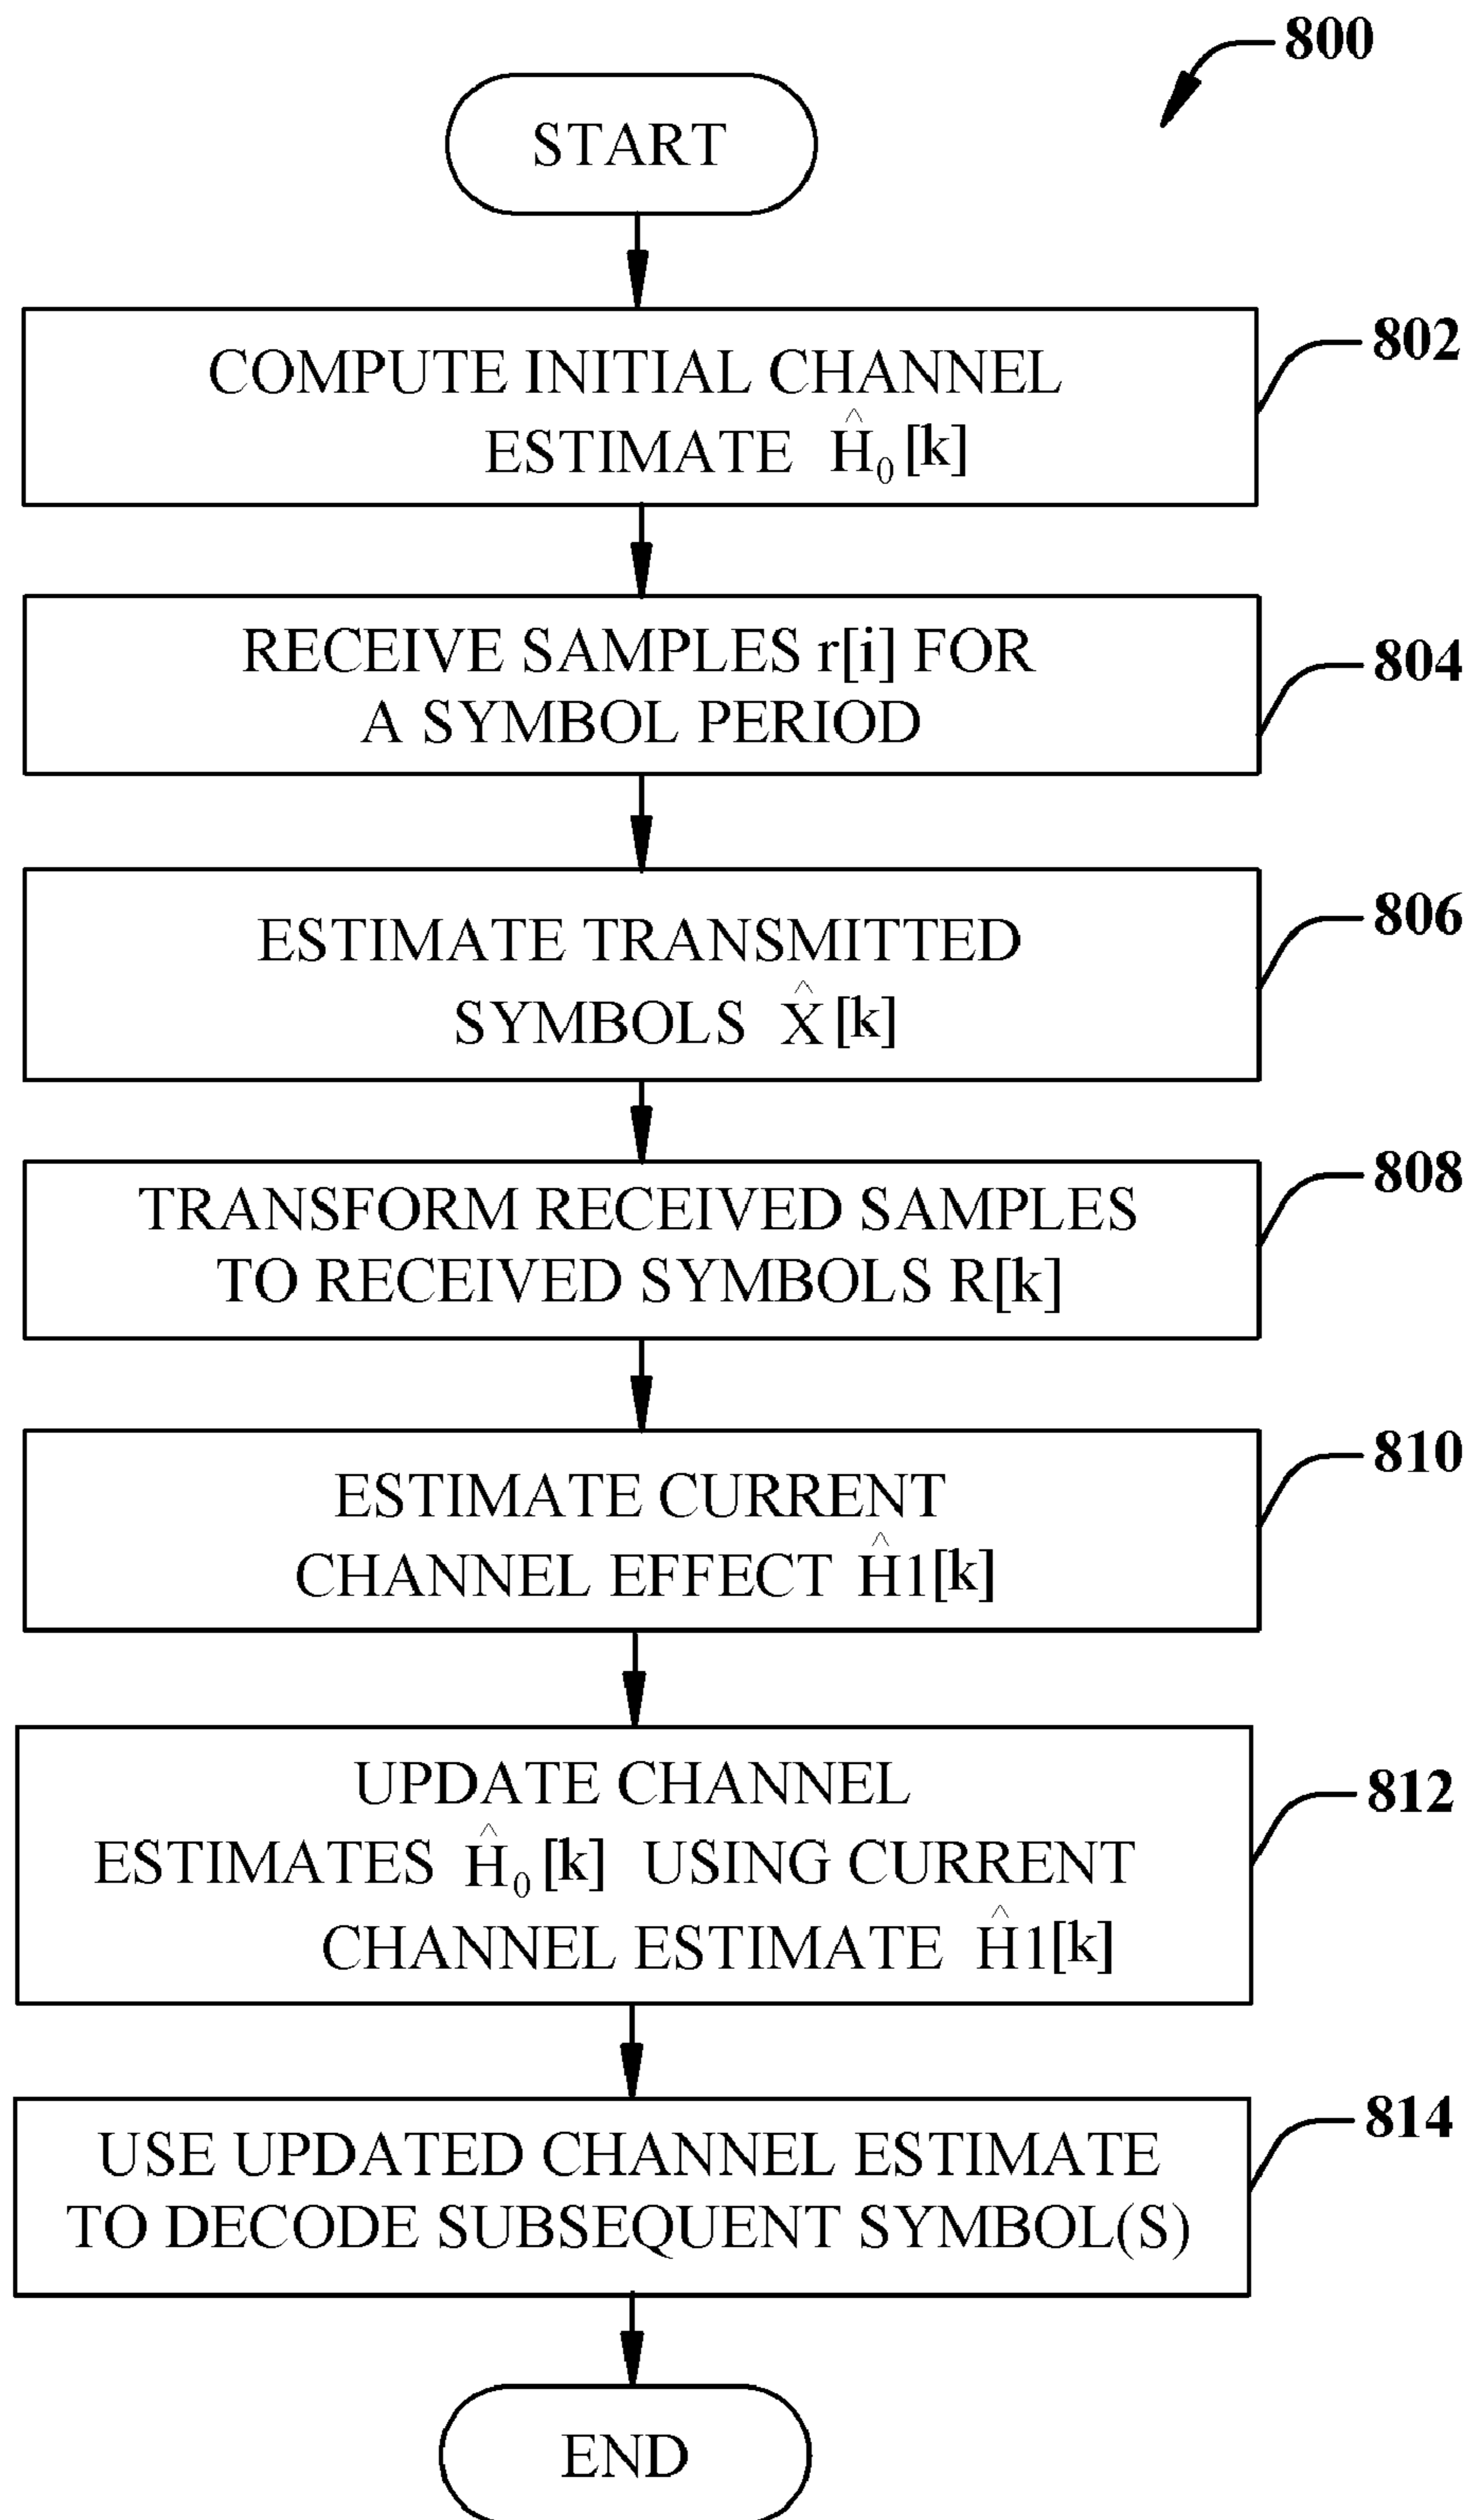 800
START
COMPUTE INITIAL CHANNEL
ESTIMATE Ĥ₀[k]
802
RECEIVE SAMPLES r[i] FOR
A SYMBOL PERIOD
804
ESTIMATE TRANSMITTED
SYMBOLS X̂[k]
806
TRANSFORM RECEIVED SAMPLES
TO RECEIVED SYMBOLS R[k]
808
ESTIMATE CURRENT
CHANNEL EFFECT Ĥ1[k]
810
UPDATE CHANNEL
ESTIMATES Ĥ₀[k] USING CURRENT
CHANNEL ESTIMATE Ĥ1[k]
812
USE UPDATED CHANNEL ESTIMATE
TO DECODE SUBSEQUENT SYMBOL(S)
814
END